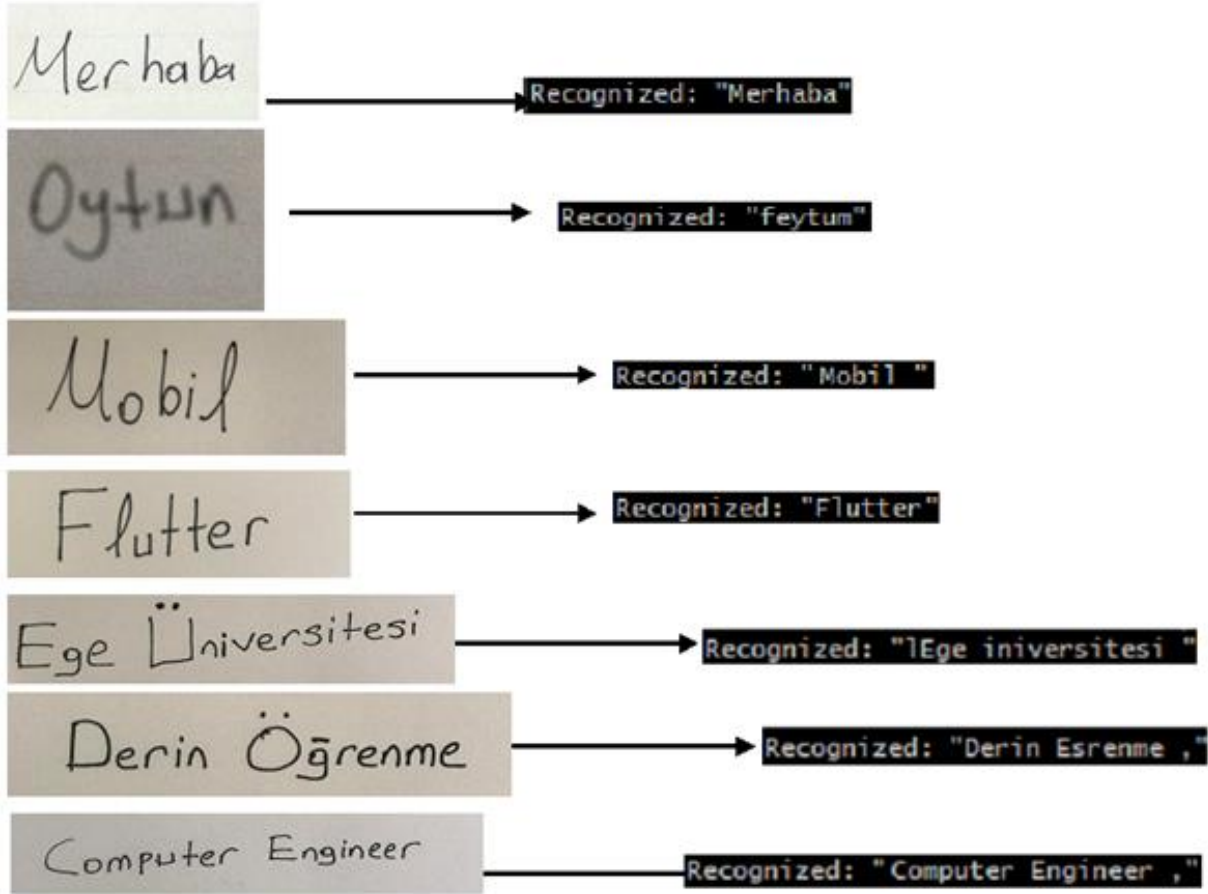 Merhaba
Recognized: "Merhaba"
Oytun
Recognized: "feytum"
Mobil
Recognized: "Mobil "
Flutter
Recognized: "Flutter"
Ege Üniversitesi
Recognized: "lEge iniversitesi "
Derin Öğrenme
Recognized: "Derin Esrenme ,"
Computer Engineer
Recognized: "Computer Engineer ,"